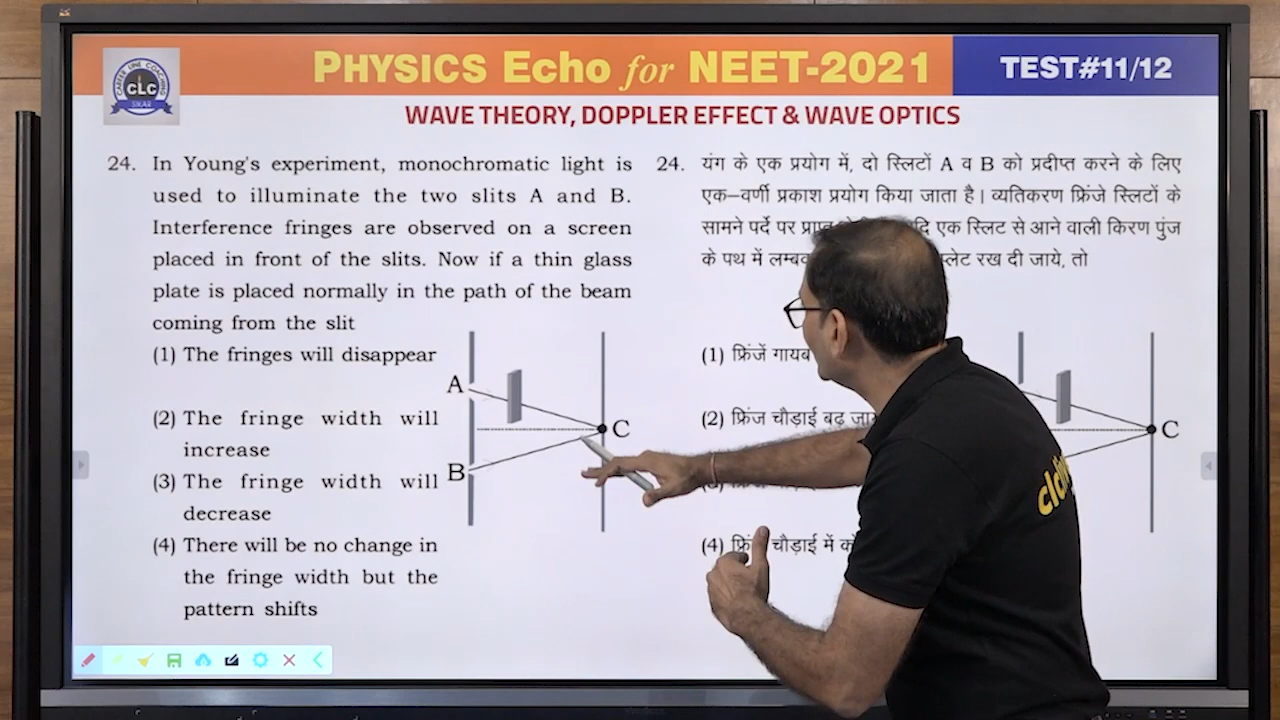 PHYSICS Echo for NEET-2021
TEST#11/12
CAREER LINE COACHING
CLC
SIKAR
WAVE THEORY, DOPPLER EFFECT & WAVE OPTICS
24. In Young's experiment, monochromatic light is
used to illuminate the two slits A and B.
Interference fringes are observed on a screen
placed in front of the slits. Now if a thin glass
plate is placed normally in the path of the beam
coming from the slit
(1) The fringes will disappear
(2) The fringe width will
increase
(3) The fringe width will
decrease
(4) There will be no change in
the fringe width but the
pattern shifts
A
B
C
24. यंग के एक प्रयोग में, दो स्लिटों A व B को प्रदीप्त करने के लिए
एक–वर्णी प्रकाश प्रयोग किया जाता है। व्यतिकरण फ्रिंजे स्लिटों के
सामने पर्दे पर एक स्लिट से आने वाली किरण पुंज
के पथ में रख दी जाये, तो
(1) फ्रिंजें गायब
(2) फ्रिंज चौड़ाई बढ़
(4) चौड़ाई में
C